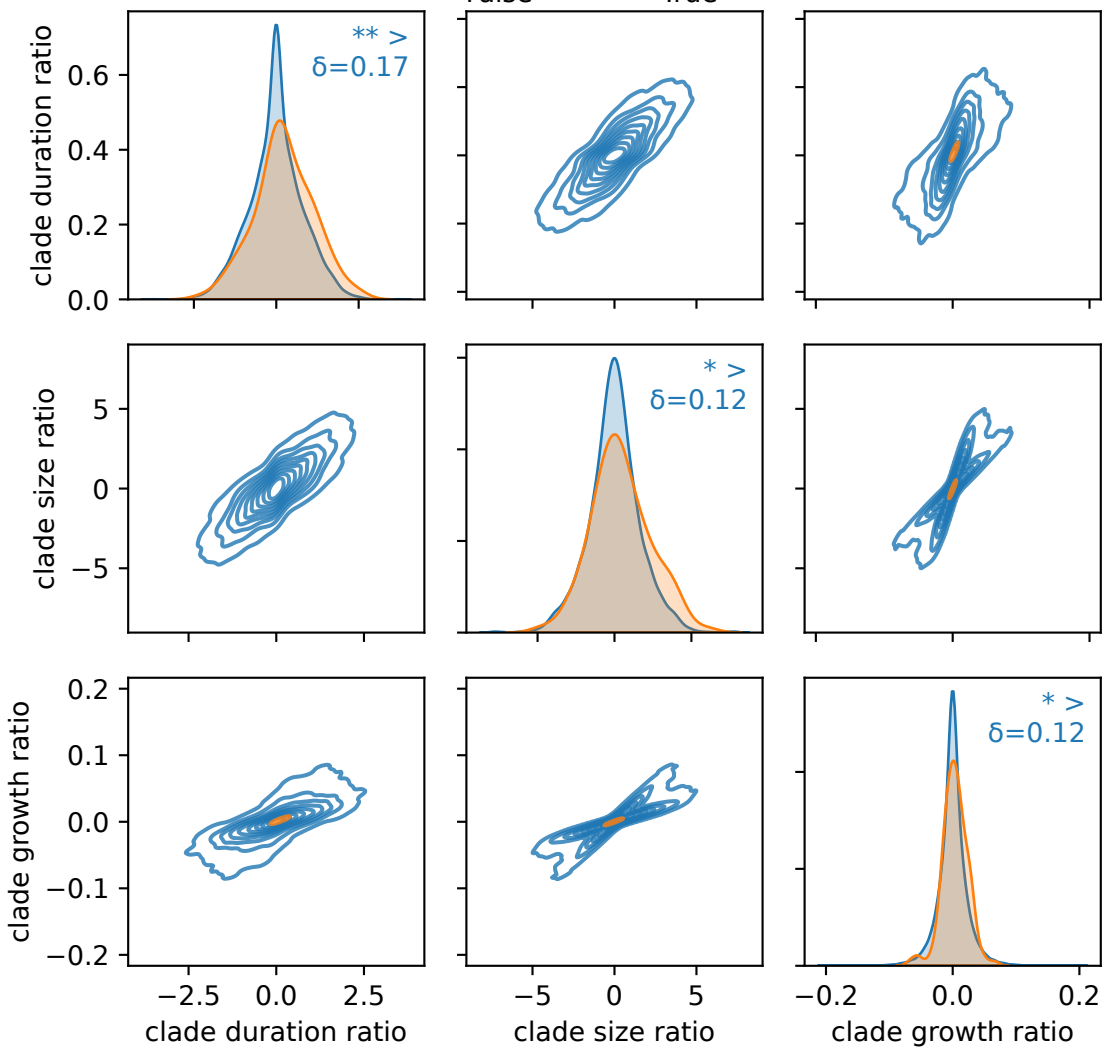 clade duration ratio
0.6
0.4
0.2
0.0
** >
δ=0.17
clade size ratio
5
0
−5
* >
δ=0.12
clade growth ratio
0.2
0.1
0.0
−0.1
−0.2
* >
δ=0.12
−2.5 0.0 2.5
−5 0 5
−0.2 0.0 0.2
clade duration ratio
clade size ratio
clade growth ratio